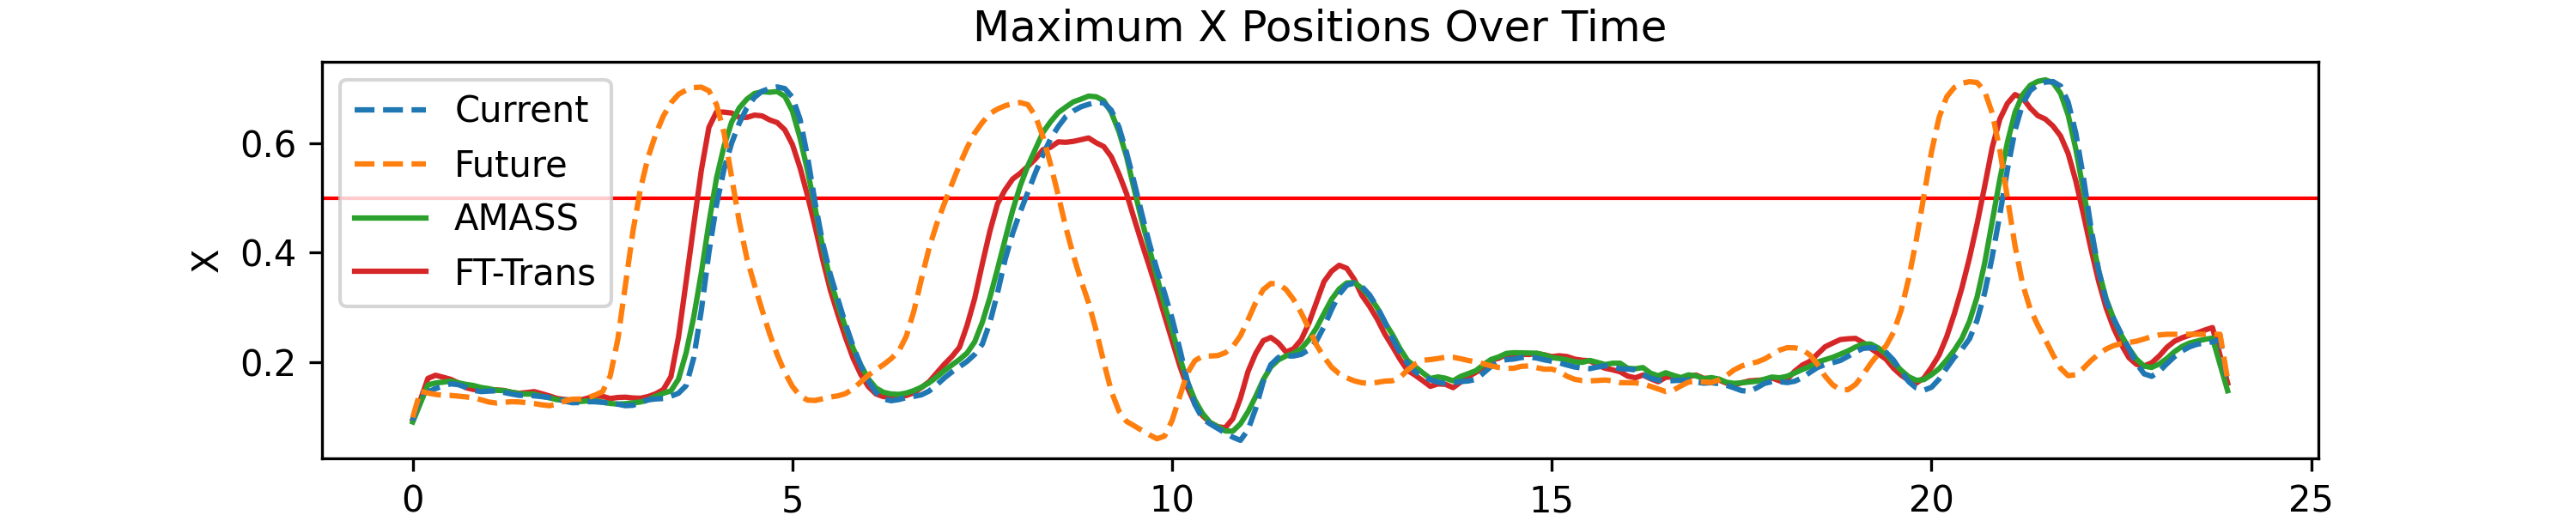 Maximum X Positions Over Time
Current
Future
AMASS
FT-Trans
X
0.6
0.4
0.2
0 5 10 15 20 25